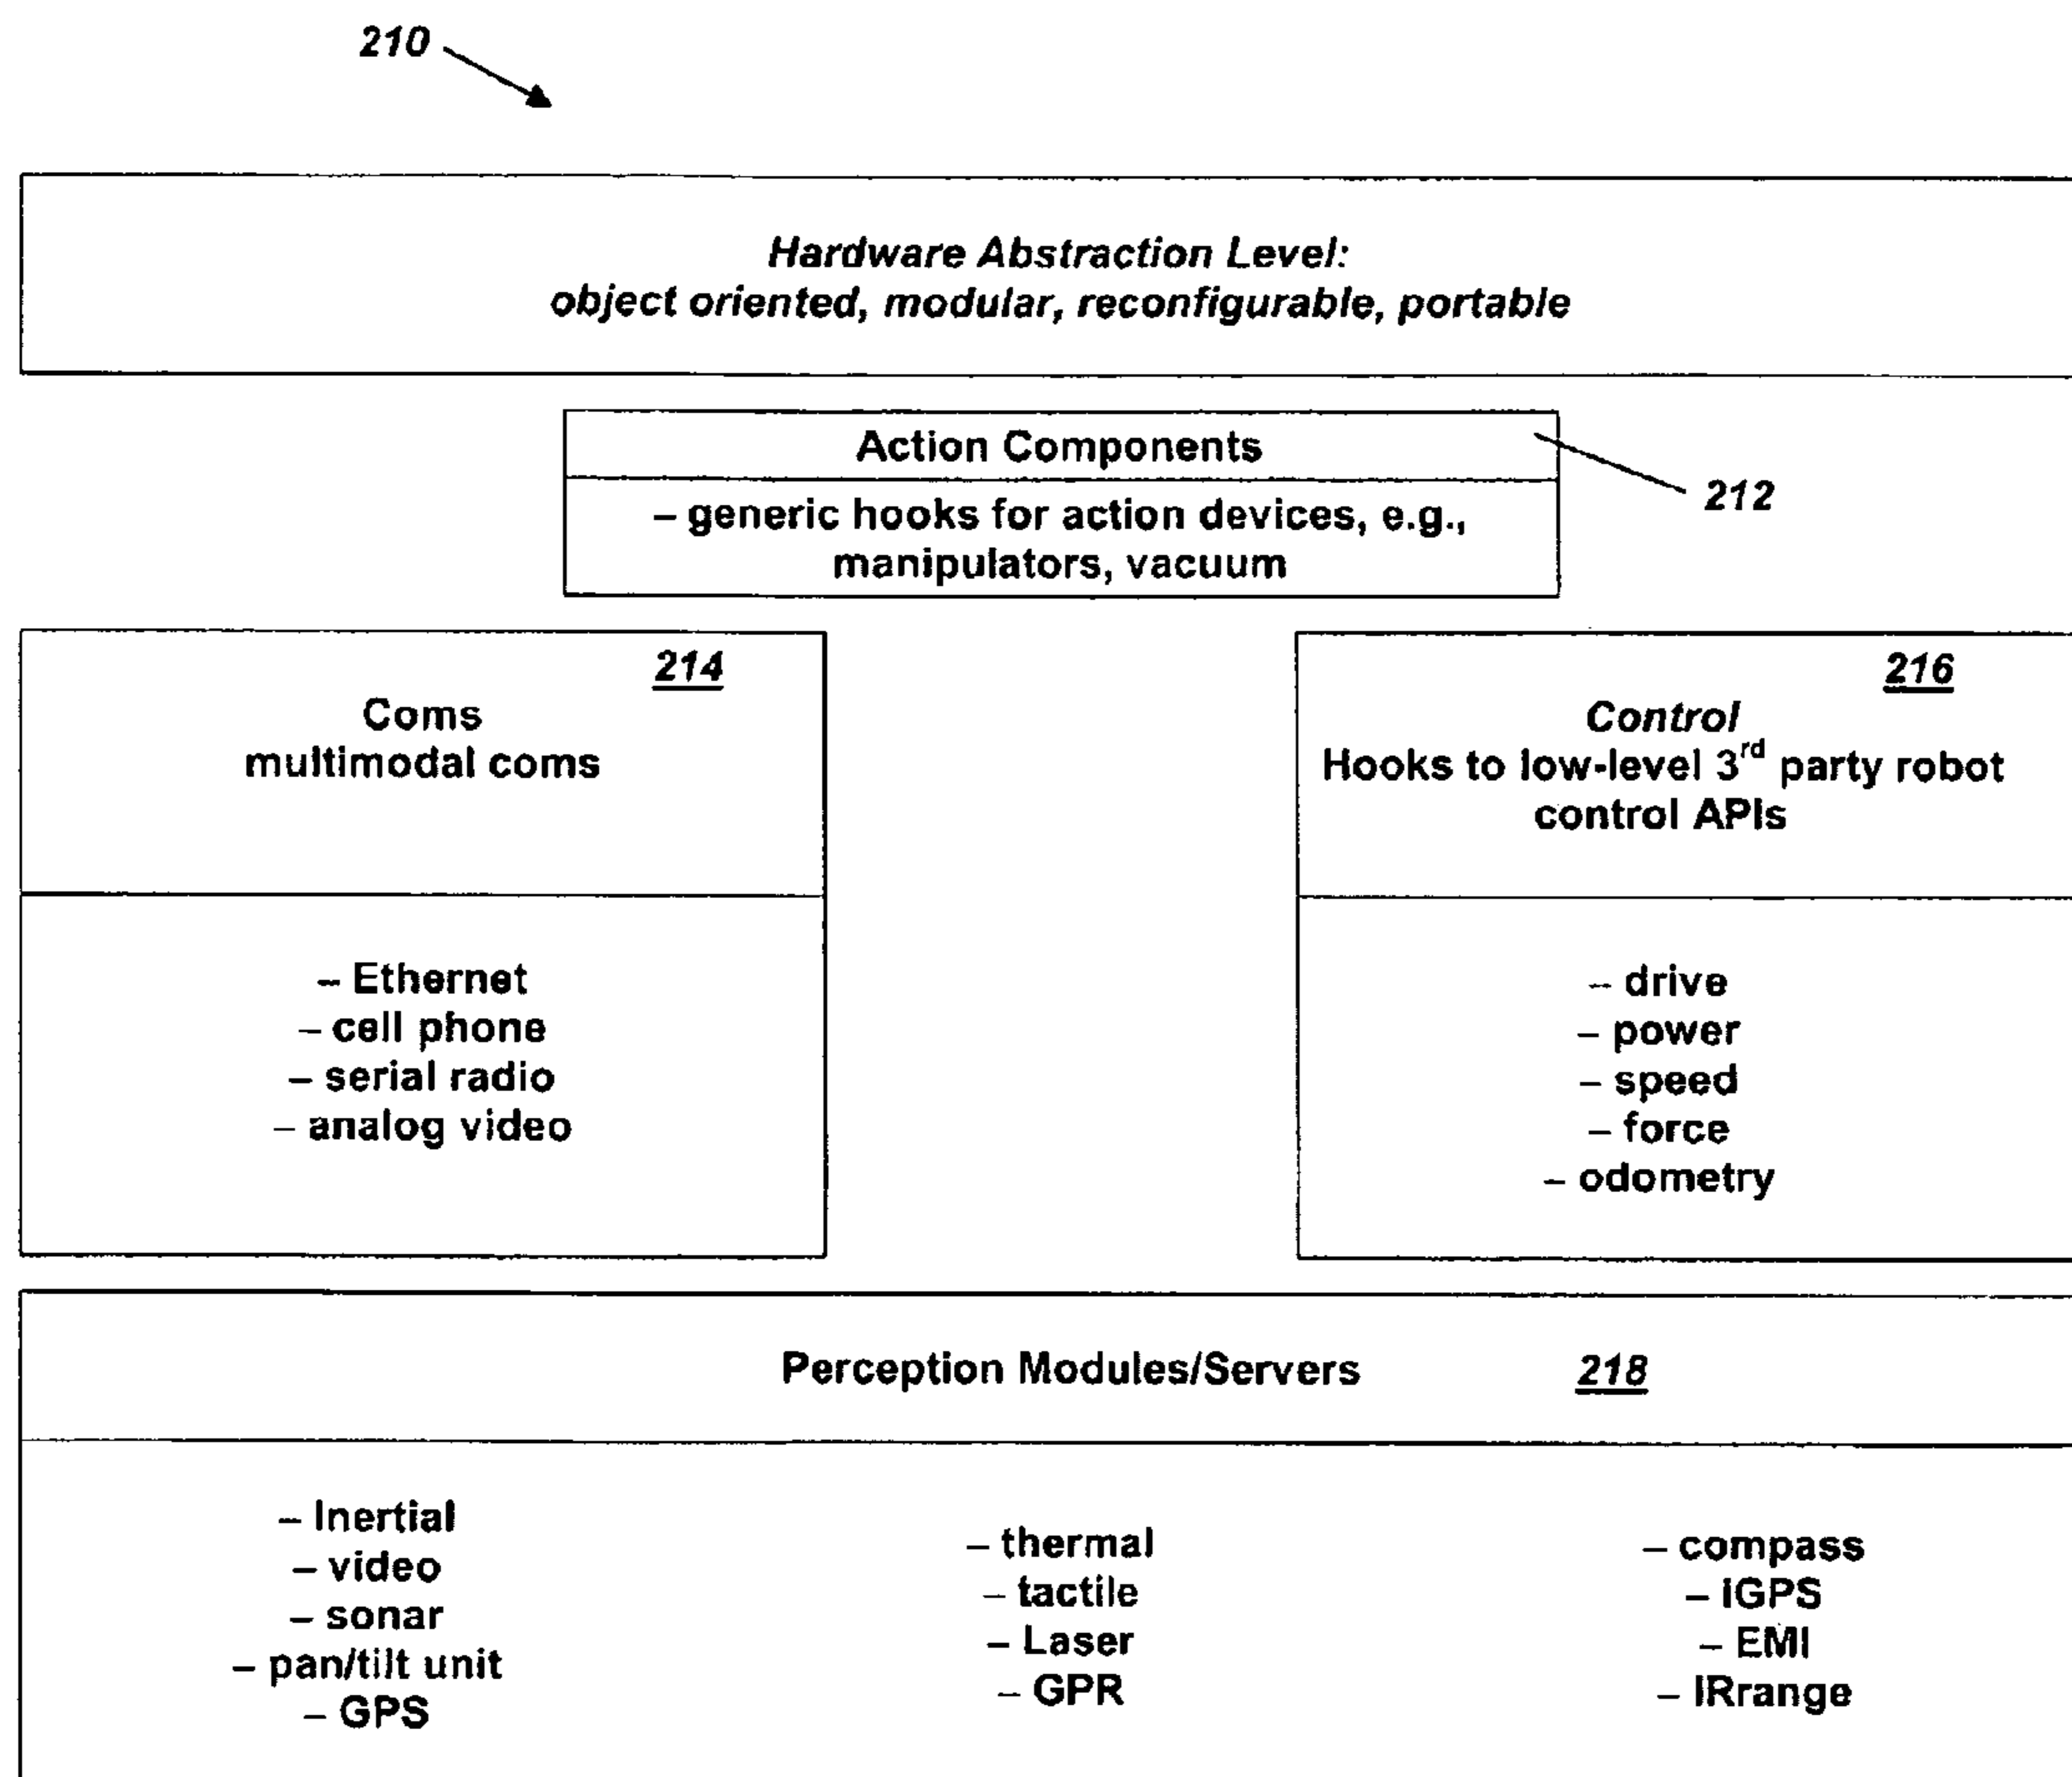 210
Hardware Abstraction Level:
object oriented, modular, reconfigurable, portable
Action Components
212
– generic hooks for action devices, e.g.,
manipulators, vacuum
214
Coms
multimodal coms
– Ethernet
– cell phone
– serial radio
– analog video
216
Control
Hooks to low-level 3rd party robot
control APIs
– drive
– power
– speed
– force
– odometry
Perception Modules/Servers 218
– Inertial
– video
– sonar
– pan/tilt unit
– GPS
– thermal
– tactile
– Laser
– GPR
– compass
– IGPS
– EMI
– IRrange